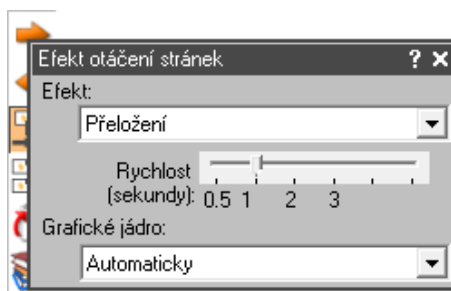 Efekt otáčení stránek ? ×
Efekt:
Přeložení
Rychlost
(sekundy): 0.5 1 2 3
Grafické jádro:
Automaticky